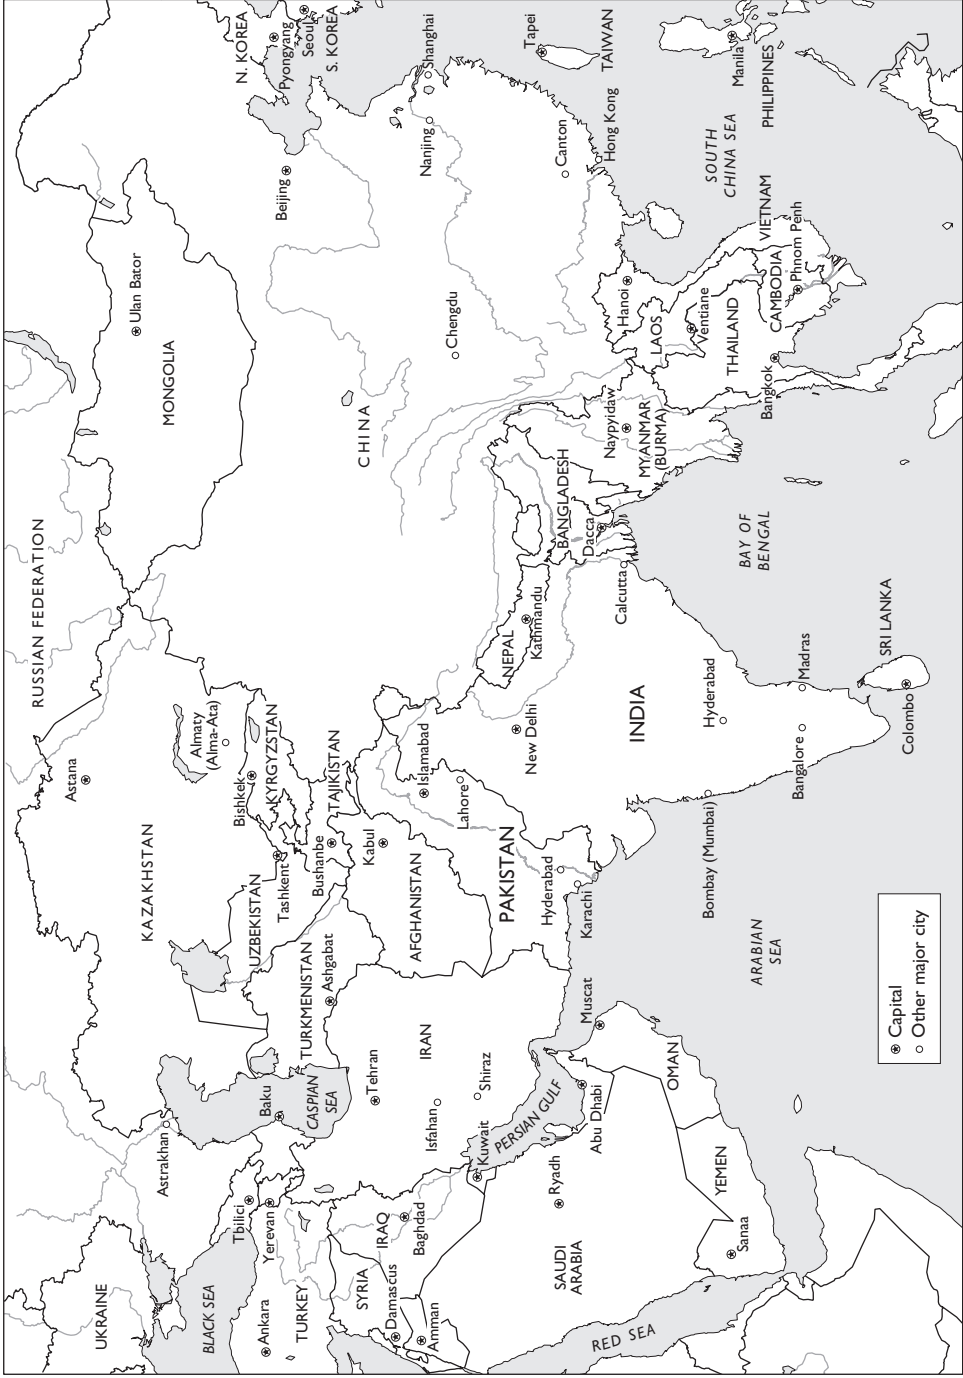 UKRAINE
RUSSIAN FEDERATION
Astrakhan
BLACK SEA
Tbilici
Yerevan
Ankara
TURKEY
SYRIA
Damascus
Amman
IRAQ
Baghdad
Baku
CASPIAN
SEA
KAZAKHSTAN
Astana
Almaty
(Alma-Ata)
Bishkek
KYRGYZSTAN
UZBEKISTAN
Tashkent
TAJIKISTAN
Bushanbe
TURKMENISTAN
Ashgabat
Tehran
IRAN
Isfahan
Shiraz
Kuwait
PERSIAN GULF
Kabul
AFGHANISTAN
Islamabad
Lahore
PAKISTAN
Hyderabad
Karachi
MONGOLIA
Ulan Bator
CHINA
Beijing
Chengdu
Nanjing
Shanghai
Canton
Hong Kong
N. KOREA
Pyongyang
Seoul
S. KOREA
Tapei
TAIWAN
SAUDI
ARABIA
Ryadh
Abu Dhabi
Muscat
OMAN
YEMEN
Sanaa
RED SEA
NEPAL
Kathmandu
New Delhi
INDIA
BANGLADESH
Dacca
Calcutta
Bombay (Mumbai)
Hyderabad
Bangalore
Madras
Colombo
SRI LANKA
ARABIAN
SEA
BAY OF
BENGAL
Naypyidaw
MYANMAR
(BURMA)
Hanoi
LAOS
Ventiane
THAILAND
Bangkok
CAMBODIA
Phnom Penh
VIETNAM
SOUTH
CHINA SEA
Manila
PHILIPPINES
Capital
Other major city